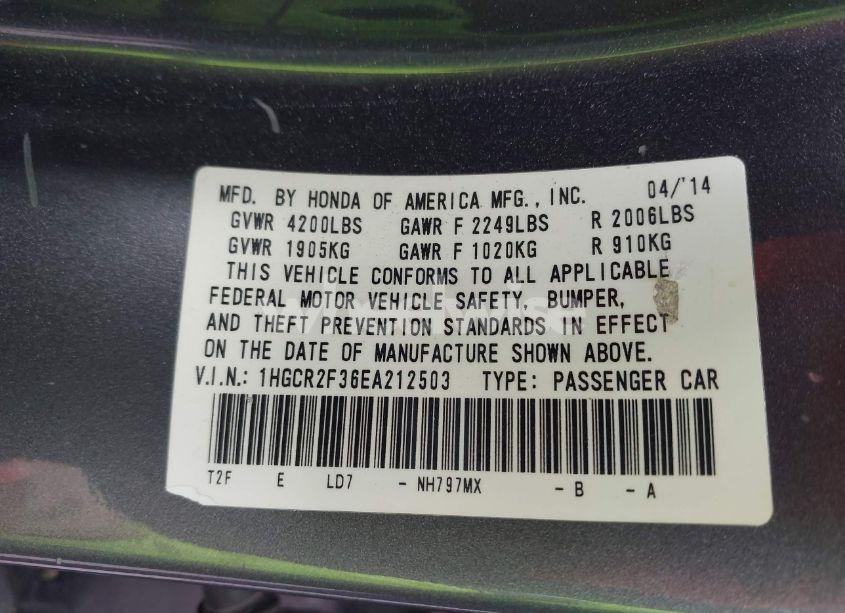 MFD. BY HONDA OF AMERICA MFG., INC. 04/'14
GVWR 4200LBS GAWR F 2249LBS R 2006LBS
GVWR 1905KG GAWR F 1020KG R 910KG
THIS VEHICLE CONFORMS TO ALL APPLICABLE
FEDERAL MOTOR VEHICLE SAFETY, BUMPER,
AND THEFT PREVENTION STANDARDS IN EFFECT
ON THE DATE OF MANUFACTURE SHOWN ABOVE.
V.I.N.: 1HGCR2F36EA212503 TYPE: PASSENGER CAR
T2F E LD7 - NH797MX - B - A